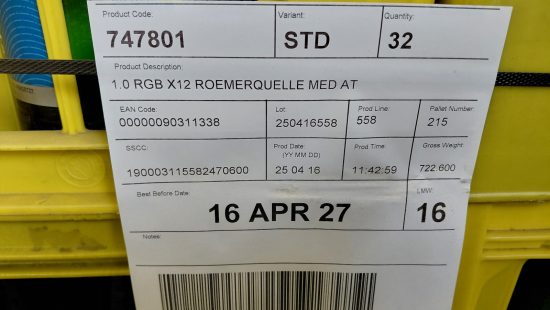 Product Code:
Variant:
Quantity:
747801
STD
32
Product Description:
1.0 RGB X12 ROEMERQUELLE MED AT
EAN Code:
Lot
Prod Line:
Pallet Number:
00000090311338
250416558
558
215
SSCC:
Prod Date:
(YY MM DD)
Prod Time
Gross Weight:
190003115582470600
25 04 16
11:42:59
722.600
Best Before Date:
LMW:
16 APR 27
16
Notes: